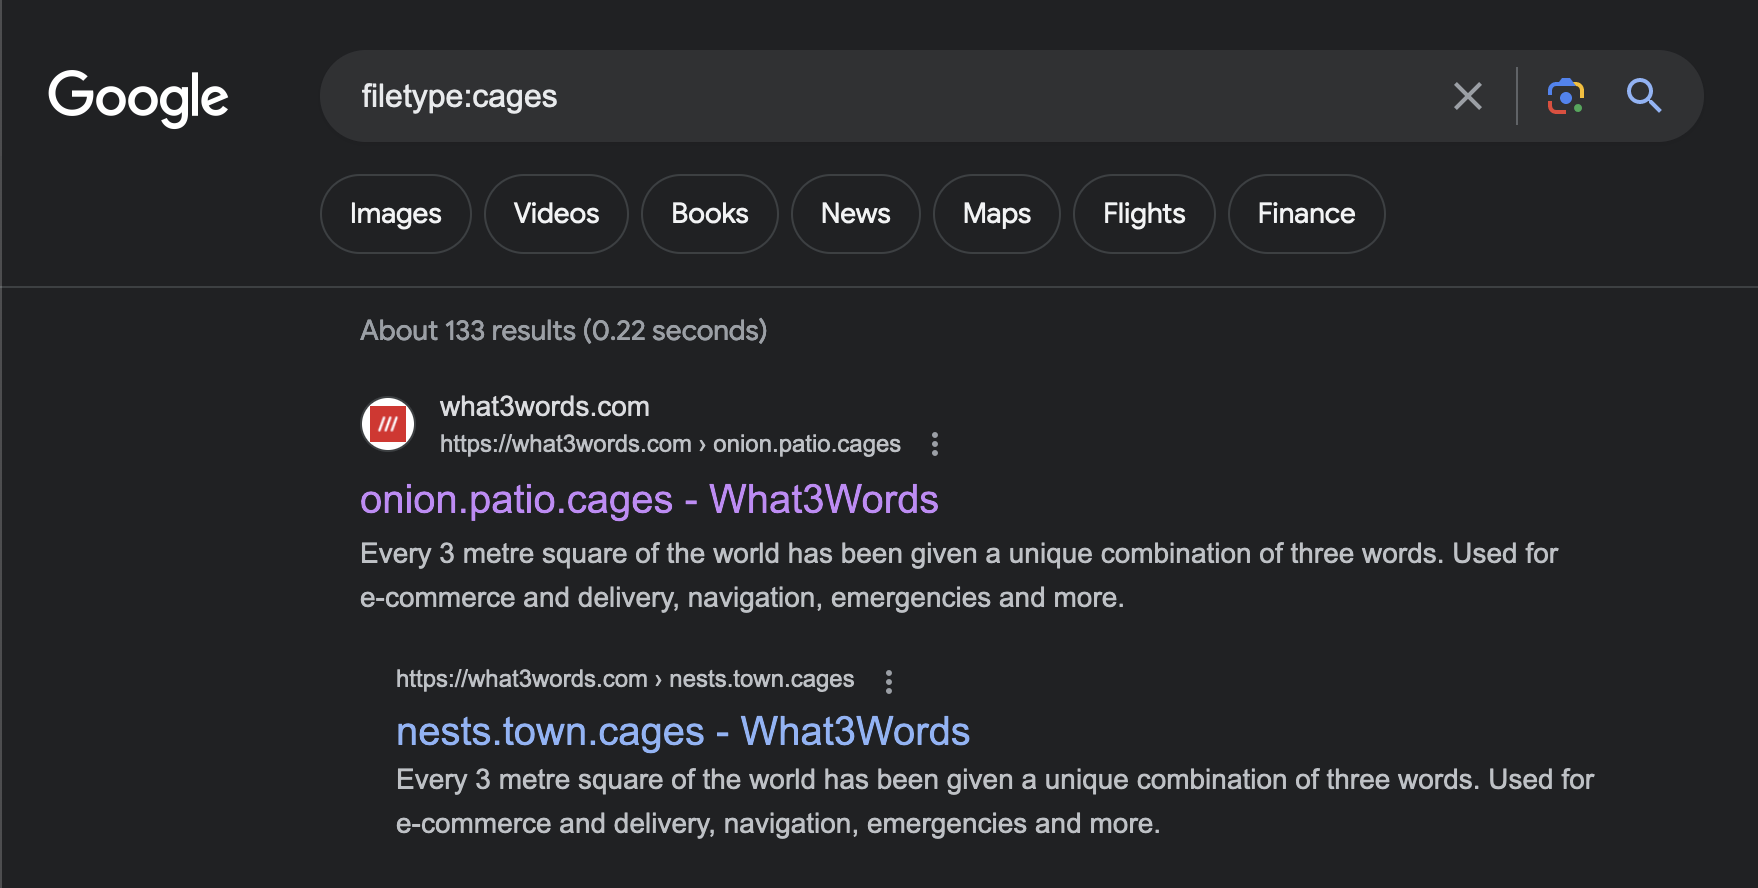 Google
filetype:cages
Images Videos Books News Maps Flights Finance
About 133 results (0.22 seconds)
what3words.com
https://what3words.com › onion.patio.cages
onion.patio.cages - What3Words
Every 3 metre square of the world has been given a unique combination of three words. Used for
e-commerce and delivery, navigation, emergencies and more.
https://what3words.com › nests.town.cages
nests.town.cages - What3Words
Every 3 metre square of the world has been given a unique combination of three words. Used for
e-commerce and delivery, navigation, emergencies and more.